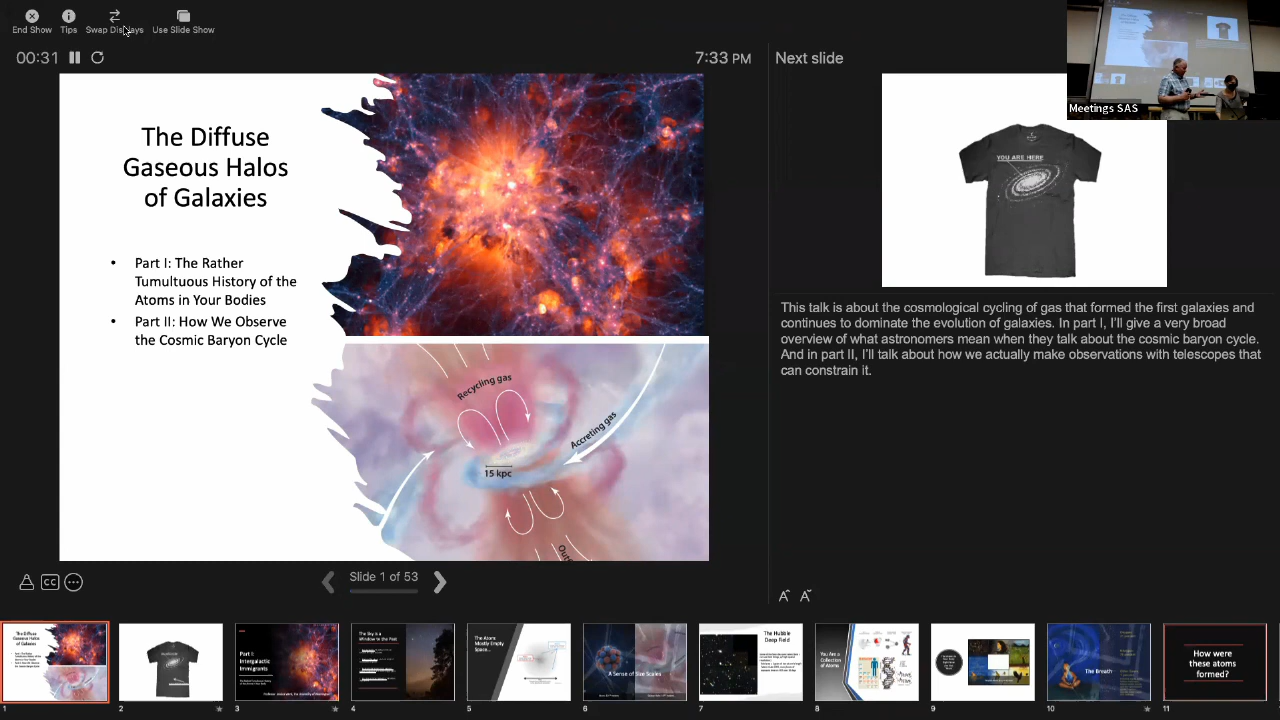 End Show
Tips
Swap Displays
Use Slide Show
00:31
7:33 PM
Next slide
Meetings SAS
The Diffuse
Gaseous Halos
of Galaxies
• Part I: The Rather
Tumultuous History of the
Atoms in Your Bodies
• Part II: How We Observe
the Cosmic Baryon Cycle
Recycling gas
Accreting gas
15 kpc
YOU ARE HERE
This talk is about the cosmological cycling of gas that formed the first galaxies and
continues to dominate the evolution of galaxies. In part I, I'll give a very broad
overview of what astronomers mean when they talk about the cosmic baryon cycle.
And in part II, I'll talk about how we actually make observations with telescopes that
can constrain it.
CC
Slide 1 of 53
The Diffuse
Gaseous Halos
of Galaxies
Part I:
Intergalactic
Immigrants
The Sky is a
Window to the Past
The Atom:
Mostly Empty
Space...
A Sense of Size Scales
The Hubble
Deep Field
You Are a
Collection
of Atoms
The Breath
How were
these atoms
formed?
1
2
3
4
5
6
7
8
9
10
11